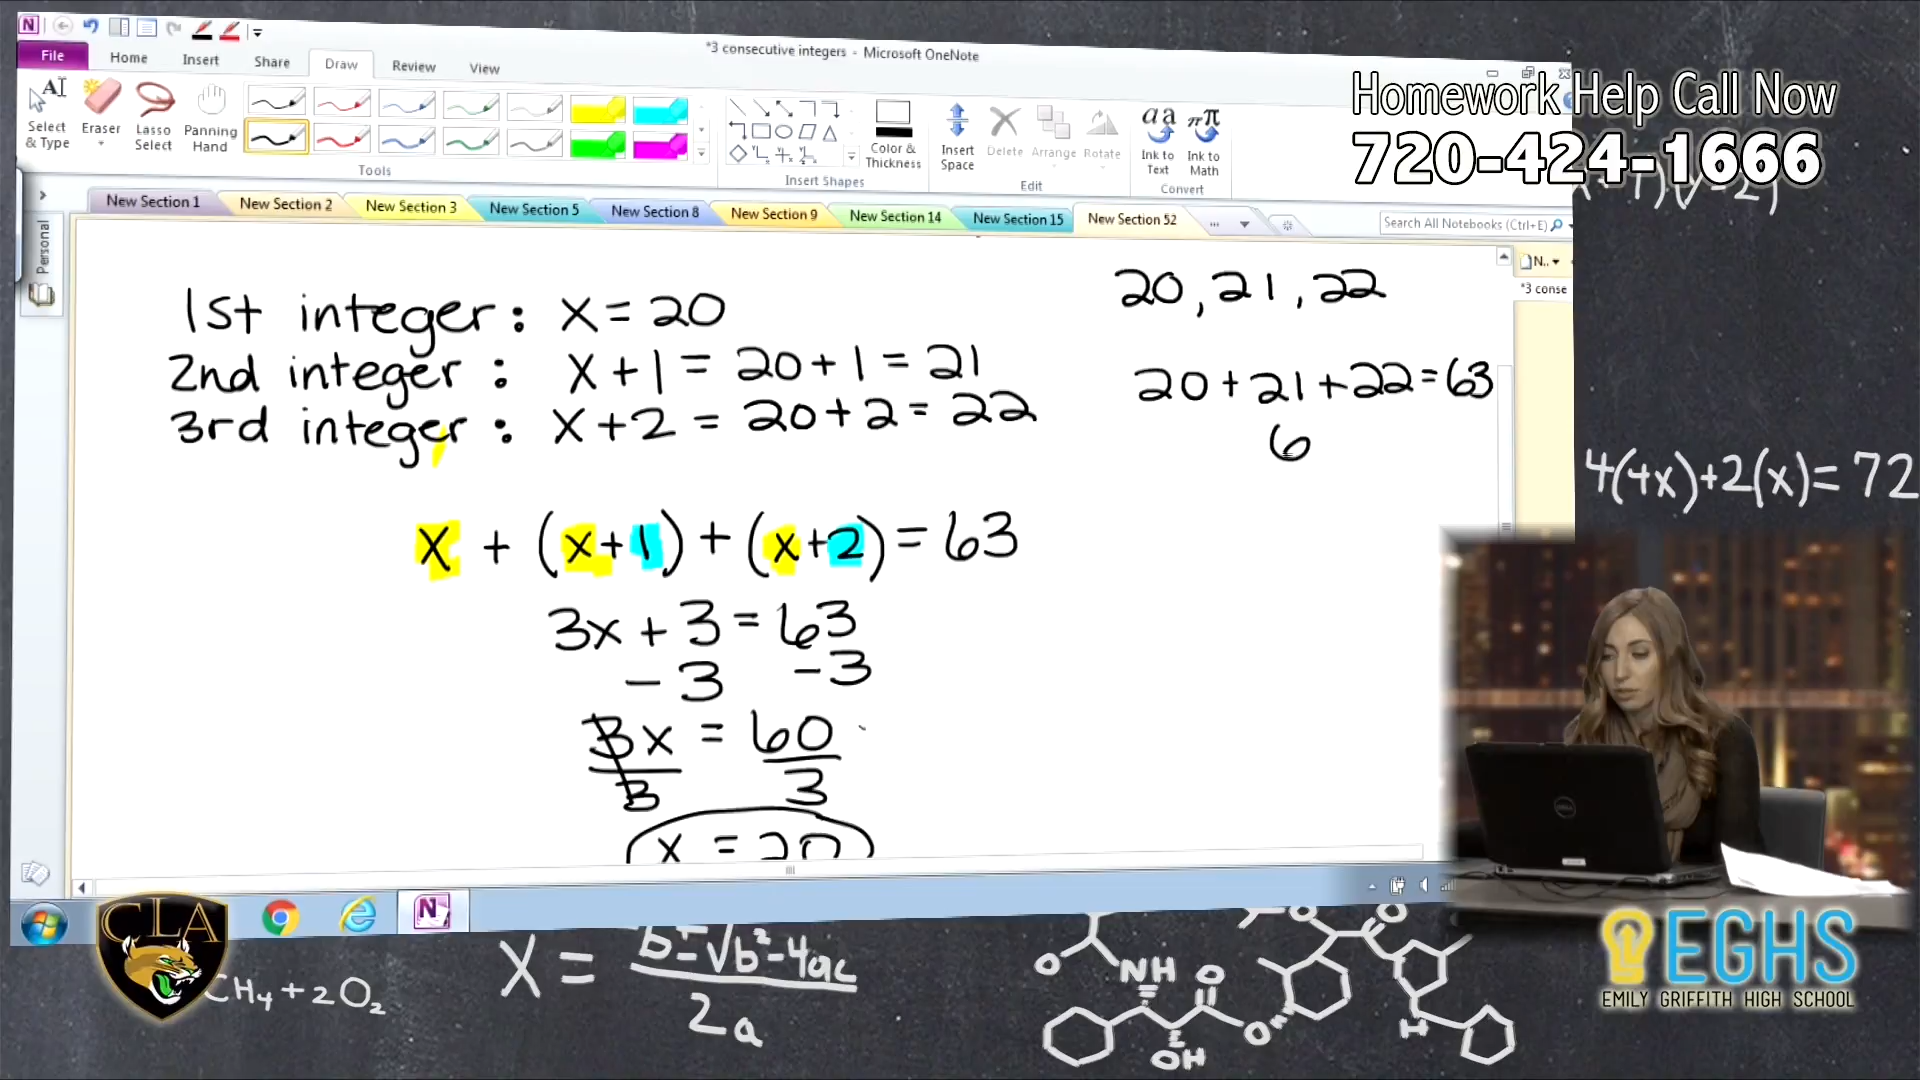 *3 consecutive integers - Microsoft OneNote
File Home Insert Share Draw Review View
Select & Type
Eraser
Lasso Select
Panning Hand
Tools
Insert Shapes
Color & Thickness
Insert Space
Delete
Arrange
Rotate
Edit
Ink to Text
Ink to Math
Convert
Homework Help Call Now
720-424-1666
New Section 1 New Section 2 New Section 3 New Section 5 New Section 8 New Section 9 New Section 14 New Section 15 New Section 52 ...
Search All Notebooks (Ctrl+E)
Personal
N..
*3 conse
1st integer: x = 20
2nd integer : x + 1 = 20 + 1 = 21
3rd integer : x + 2 = 20 + 2 = 22
20, 21, 22
20 + 21 + 22 = 63
6
x + (x+1) + (x+2) = 63
3x + 3 = 63
- 3 - 3
3x = 60
3 3
x = 20
4(4x)+2(x)= 72
CLA
CH4 + 2O2
X = b±√b²-4ac
2a
NH
O
O
O
O
OH
H
EGHS
EMILY GRIFFITH HIGH SCHOOL